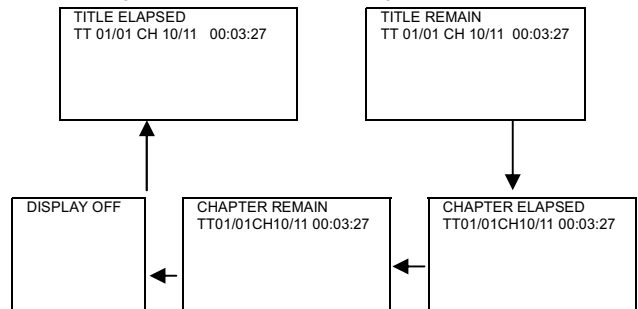 TITLE ELAPSED
TT 01/01 CH 10/11 00:03:27
TITLE REMAIN
TT 01/01 CH 10/11 00:03:27
DISPLAY OFF
CHAPTER REMAIN
TT01/01CH10/11 00:03:27
CHAPTER ELAPSED
TT01/01CH10/11 00:03:27